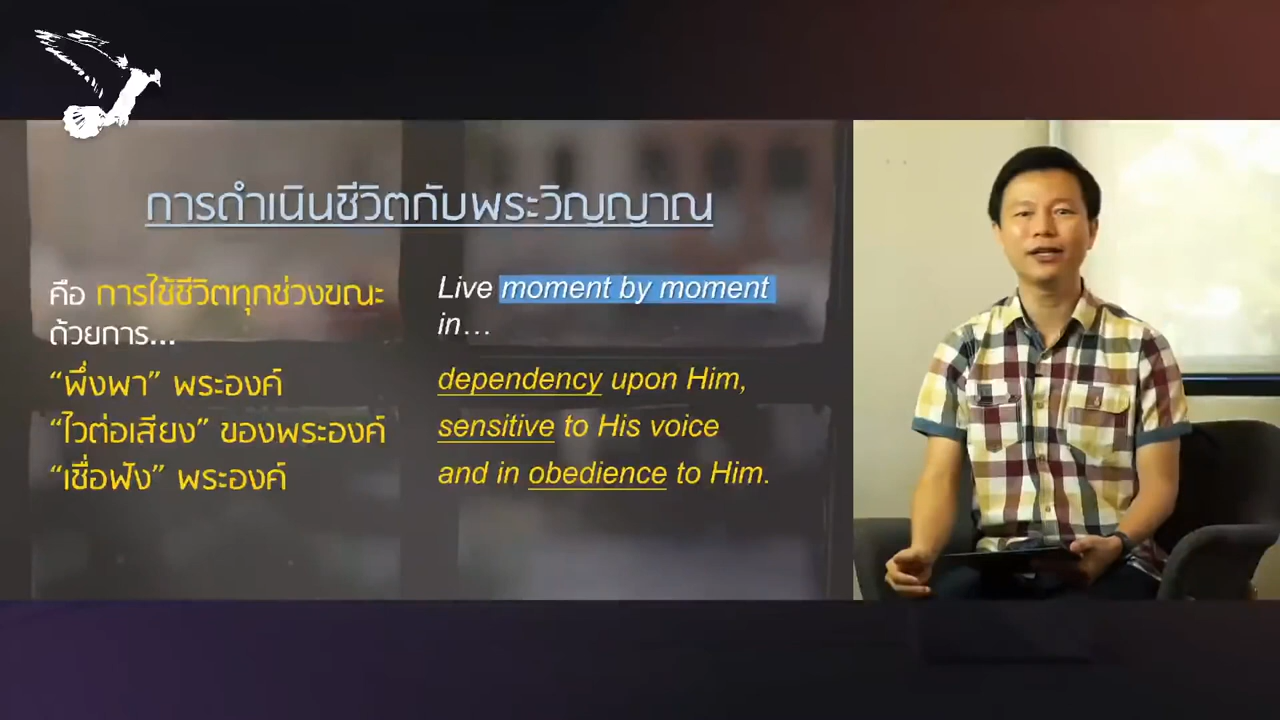 การดำเนินชีวิตกับพระวิญญาณ
คือ การใช้ชีวิตทุกช่วงขณะ
ด้วยการ...
“พึ่งพา” พระองค์
“ไวต่อเสียง” ของพระองค์
“เชื่อฟัง” พระองค์
Live moment by moment
in…
dependency upon Him,
sensitive to His voice
and in obedience to Him.